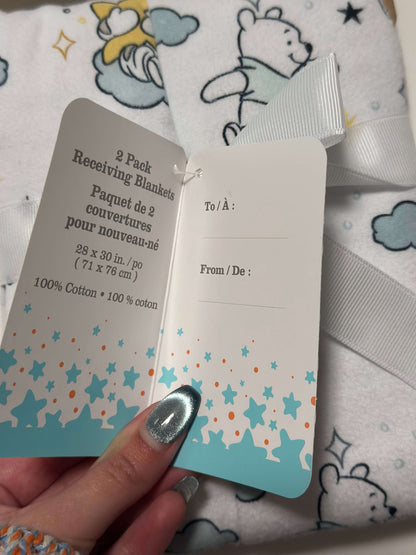 2 Pack
Receiving Blankets
Paquet de 2
couvertures
pour nouveau-né
28 x 30 in. / po
( 71 x 76 cm )
100% Cotton • 100 % coton
To / À :
From / De :